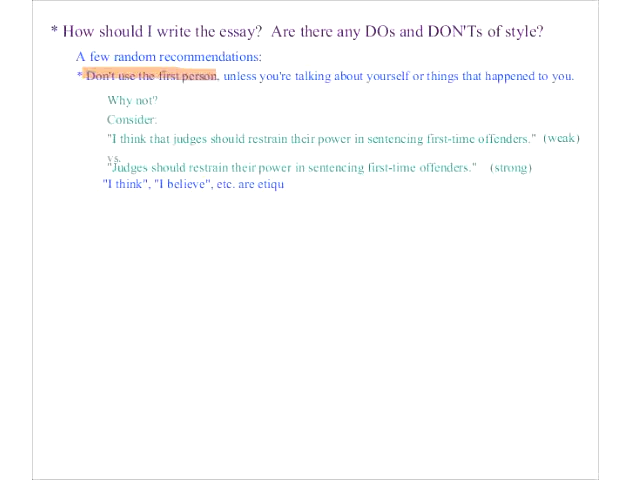 * How should I write the essay? Are there any DOs and DON'Ts of style?
A few random recommendations:
* Don't use the first person, unless you're talking about yourself or things that happened to you.
Why not?
Consider:
"I think that judges should restrain their power in sentencing first-time offenders." (weak)
vs.
"Judges should restrain their power in sentencing first-time offenders." (strong)
"I think", "I believe", etc. are etiqu